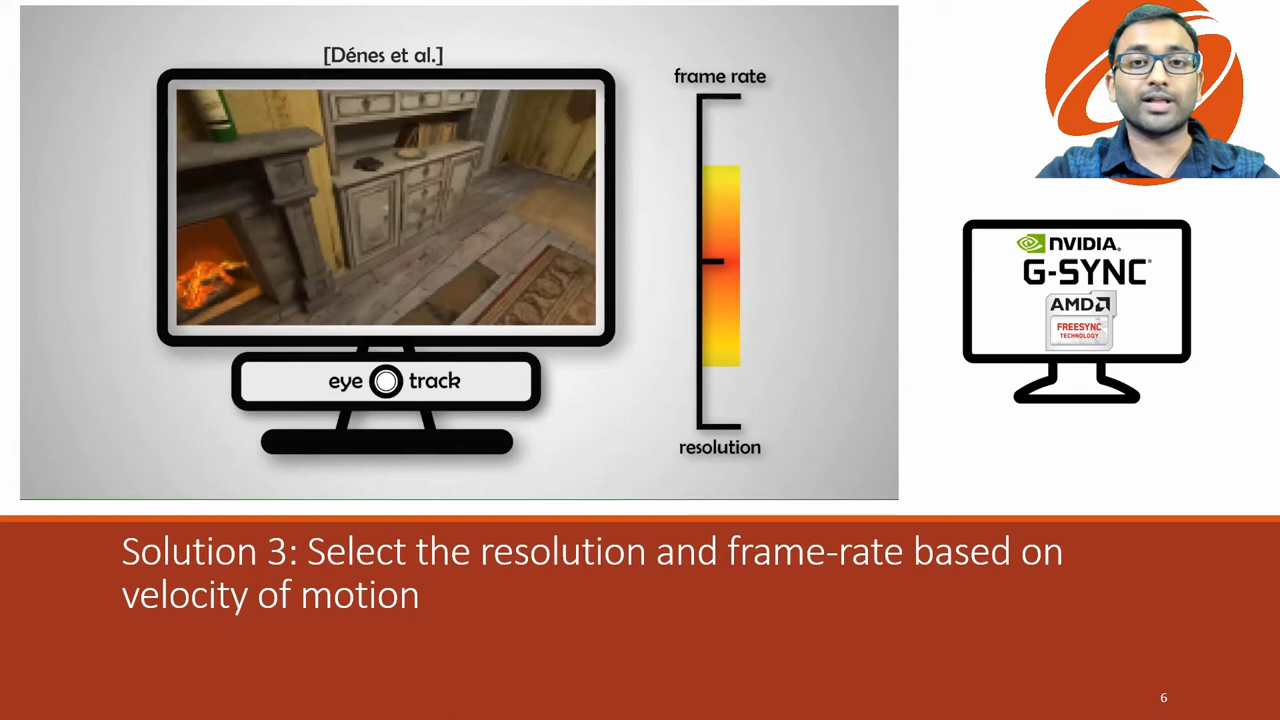 [Dénes et al.]
frame rate
eye track
resolution
NVIDIA.
G-SYNC®
AMD
FREESYNC
TECHNOLOGY
Solution 3: Select the resolution and frame-rate based on
velocity of motion
6